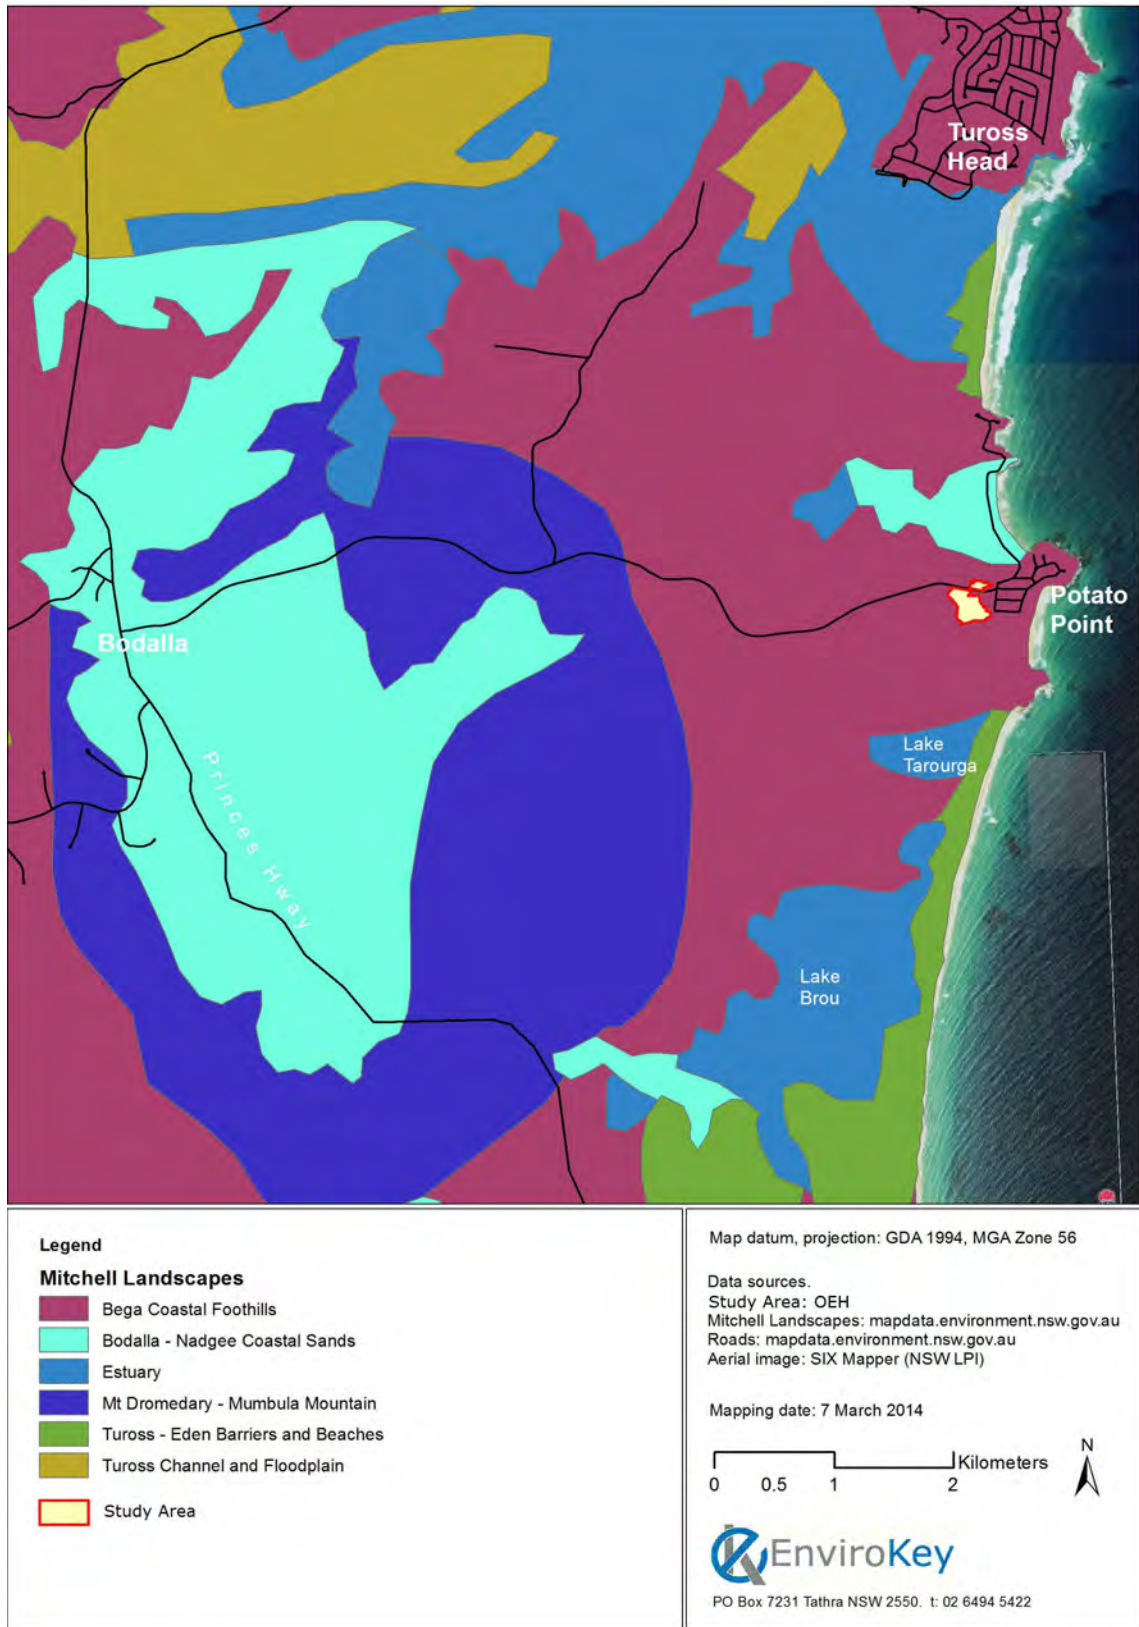 Tuross
Head
Potato
Point
Bodalla
Lake
Tarourga
Princes Hway
Lake
Brou
Legend
Mitchell Landscapes
Bega Coastal Foothills
Bodalla - Nadgee Coastal Sands
Estuary
Mt Dromedary - Mumbula Mountain
Tuross - Eden Barriers and Beaches
Tuross Channel and Floodplain
Study Area
Map datum, projection: GDA 1994, MGA Zone 56
Data sources.
Study Area: OEH
Mitchell Landscapes: mapdata.environment.nsw.gov.au
Roads: mapdata.environment.nsw.gov.au
Aerial image: SIX Mapper (NSW LPI)
Mapping date: 7 March 2014
Kilometers
0 0.5 1 2
N
EnviroKey
PO Box 7231 Tathra NSW 2550. t: 02 6494 5422